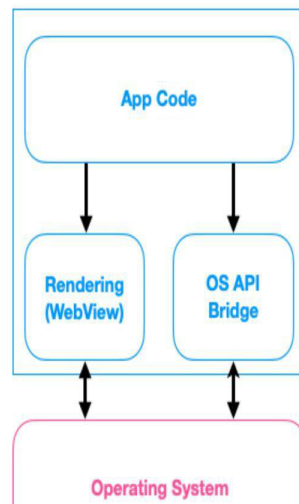 App Code
Rendering
(WebView)
OS API
Bridge
Operating System